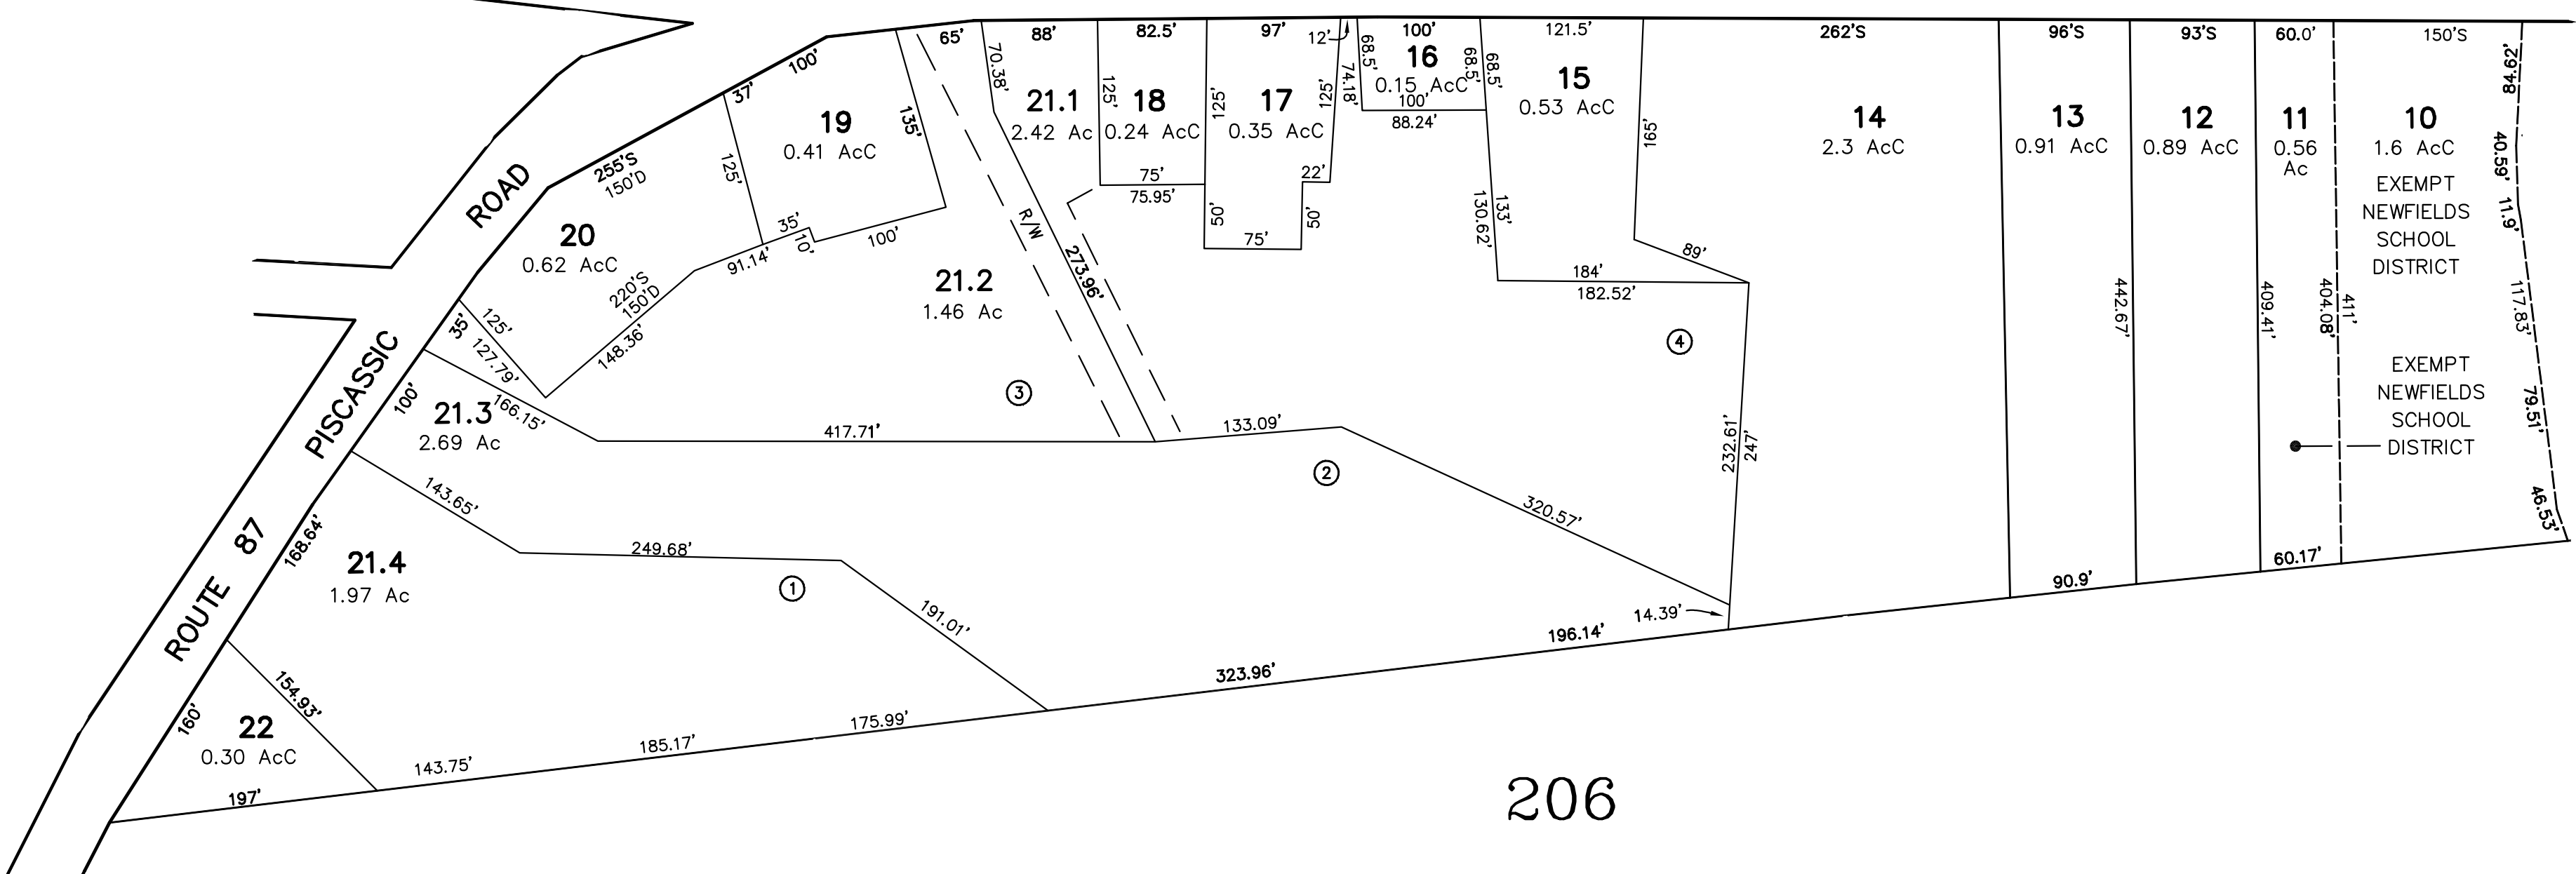 65'
88'
82.5'
97'
12'
100'
121.5'
262'S
96'S
93'S
60.0'
150'S
100'
37'
70.38'
125'
125'
125'
74.18'
68.5'
68.5'
68.5'
84.62'
16
0.15 AcC
100'
88.24'
15
0.53 AcC
21.1
2.42 Ac
18
0.24 AcC
17
0.35 AcC
14
2.3 AcC
13
0.91 AcC
12
0.89 AcC
11
0.56
Ac
10
1.6 AcC
EXEMPT
NEWFIELDS
SCHOOL
DISTRICT
19
0.41 AcC
135'
125'
165'
40.59'
11.9'
255'S
150'D
ROAD
75'
75.95'
22'
50'
50'
75'
133'
130.62'
89'
184'
182.52'
20
0.62 AcC
35'
10'
100'
91.14'
R/W
273.96'
21.2
1.46 Ac
220'S
150'D
148.36'
125'
127.79'
35'
442.67'
409.41'
404.08'
411'
117.83'
4
3
EXEMPT
NEWFIELDS
SCHOOL
DISTRICT
79.51'
46.53'
PISCASSIC
100'
21.3
2.69 Ac
166.15'
417.71'
133.09'
232.61'
247'
2
320.57'
143.65'
249.68'
ROUTE 87
168.64'
21.4
1.97 Ac
1
191.01'
14.39'
60.17'
90.9'
196.14'
323.96'
175.99'
185.17'
143.75'
154.93'
160'
22
0.30 AcC
197'
206